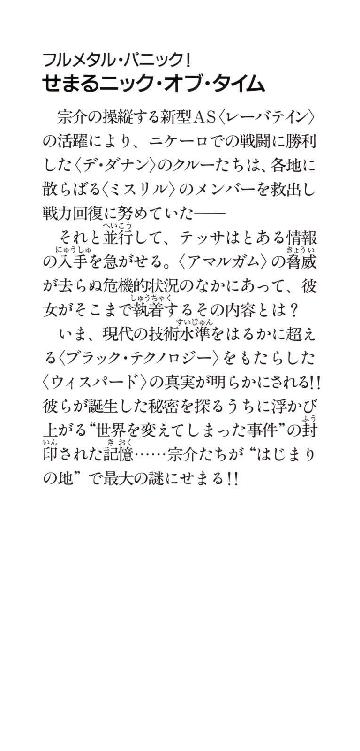 フルメタル・パニック！
せまるニック・オブ・タイム
宗介の操縦する新型AS〈レーバテイン〉
の活躍により、ニケーロでの戦闘に勝利
した〈デ・ダナン〉のクルーたちは、各地に
散らばる〈ミスリル〉のメンバーを救出し
戦力回復に努めていた――
それと並行して、テッサはとある情報
の入手を急がせる。〈アマルガム〉の脅威
が去らぬ危機的状況のなかにあって、彼
女がそこまで執着するその内容とは？
いま、現代の技術水準をはるかに超え
る〈ブラック・テクノロジー〉をもたらした
〈ウィスパード〉の真実が明らかにされる!!
彼らが誕生した秘密を探るうちに浮かび
上がる“世界を変えてしまった事件”の封
印された記憶……宗介たちが“はじまり
の地”で最大の謎にせまる!!